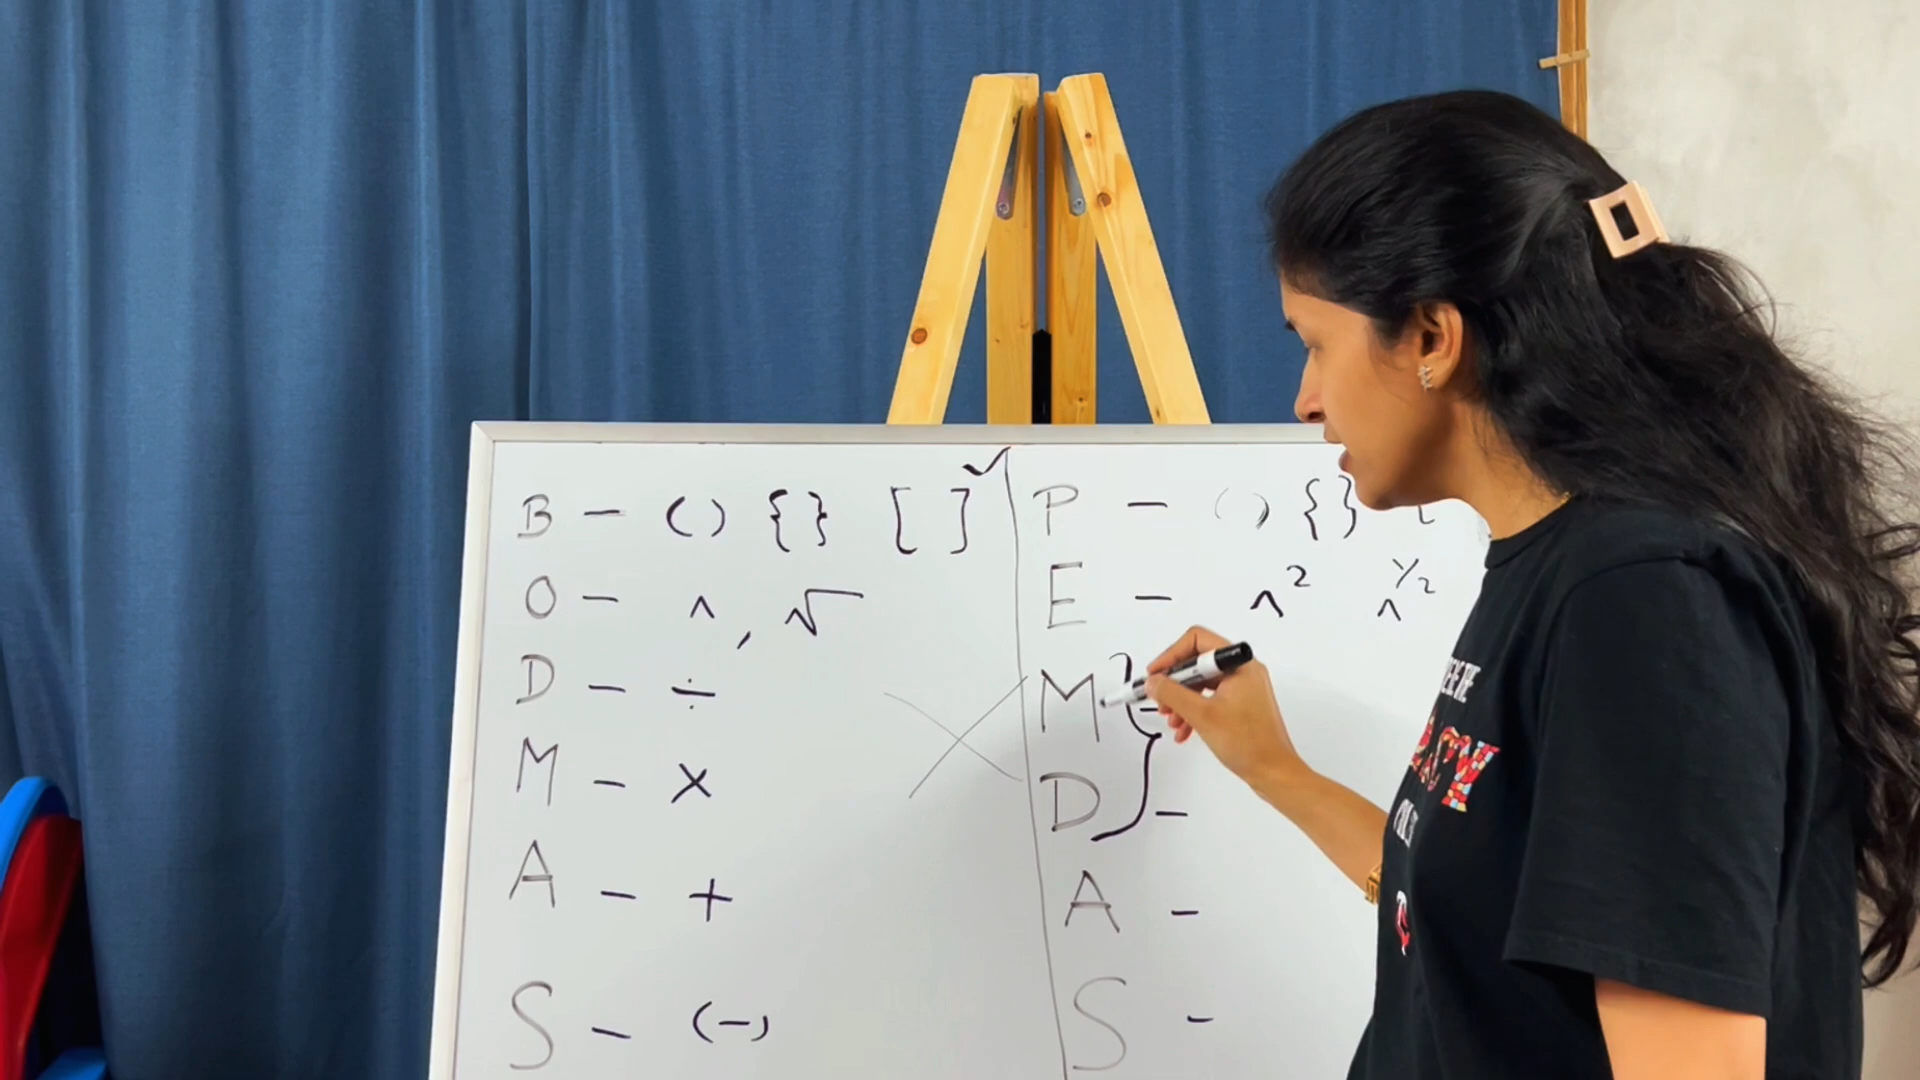 B - ( ) { } [ ] ✓
O - ^ , √
D - ÷
M - ×
A - +
S - (-)
P - ( ) { }
E - ^2 ^1/2
M } -
D } -
A -
S -